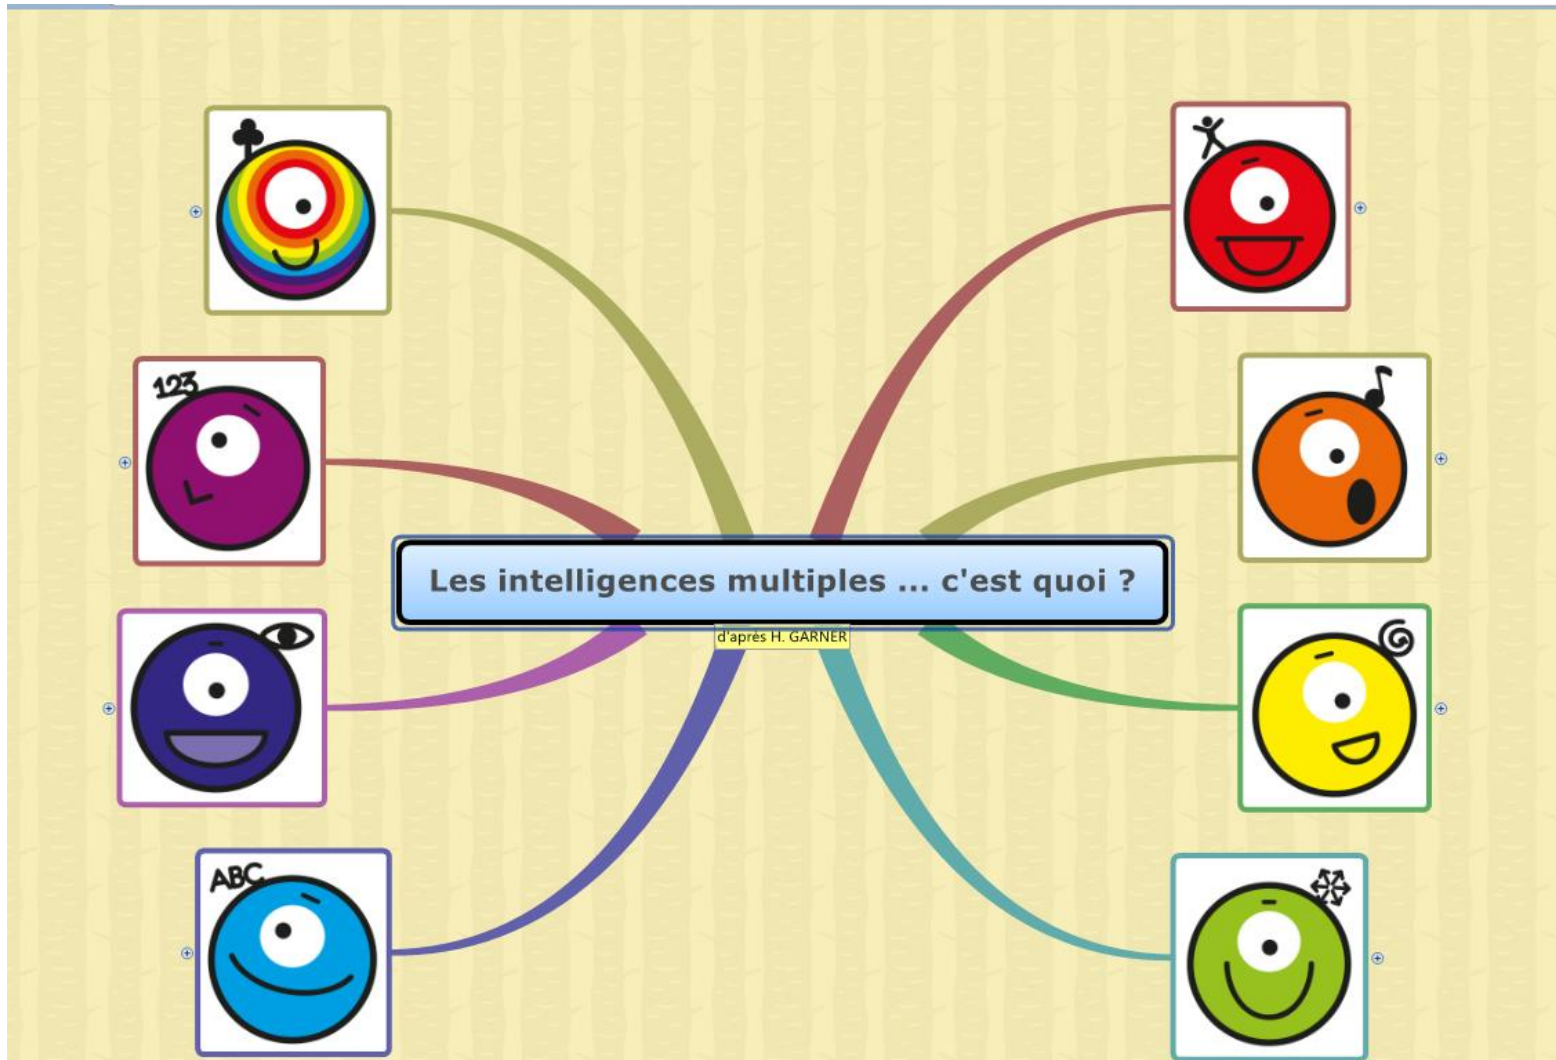 123
Les intelligences multiples ... c'est quoi ?
d'après H. GARNER
ABC